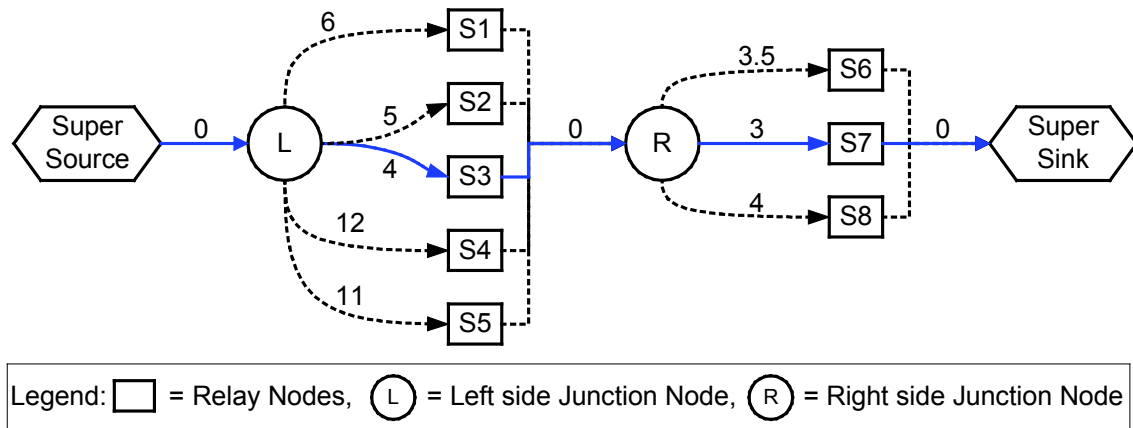 6
S1
S2
5
Super
Source
0
L
4
S3
12
S4
11
S5
0
R
3.5
S6
3
S7
4
S8
0
Super
Sink
Legend: = Relay Nodes, L = Left side Junction Node, R = Right side Junction Node